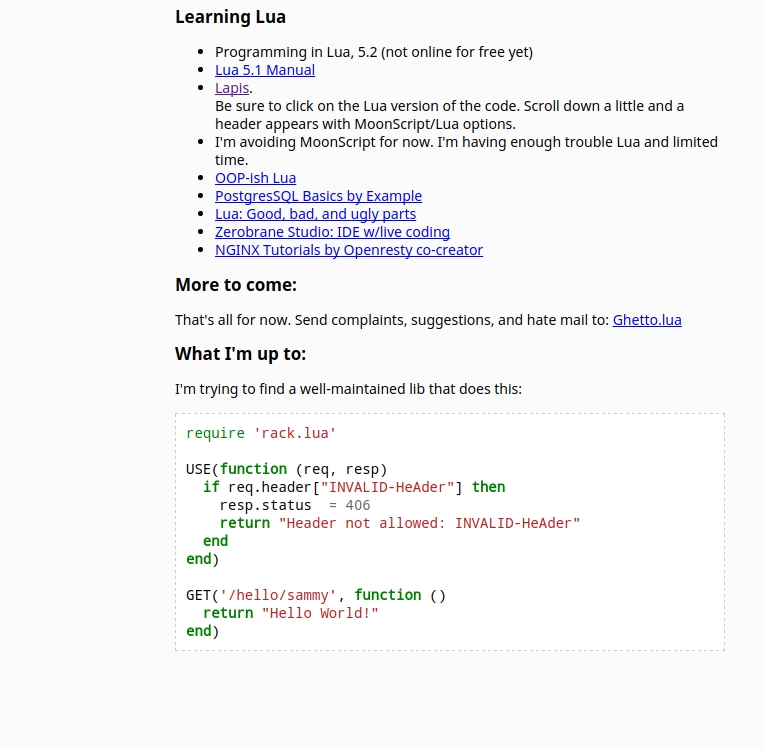 Learning Lua
Programming in Lua, 5.2 (not online for free yet)
Lua 5.1 Manual
Lapis.
Be sure to click on the Lua version of the code. Scroll down a little and a
header appears with MoonScript/Lua options.
I'm avoiding MoonScript for now. I'm having enough trouble Lua and limited
time.
OOP-ish Lua
PostgresSQL Basics by Example
Lua: Good, bad, and ugly parts
Zerobrane Studio: IDE w/live coding
NGINX Tutorials by Openresty co-creator
More to come:
That's all for now. Send complaints, suggestions, and hate mail to: Ghetto.lua
What I'm up to:
I'm trying to find a well-maintained lib that does this:
require 'rack.lua'
USE(function (req, resp)
  if req.header["INVALID-HeAder"] then
    resp.status  = 406
    return "Header not allowed: INVALID-HeAder"
  end
end)
GET('/hello/sammy', function ()
  return "Hello World!"
end)